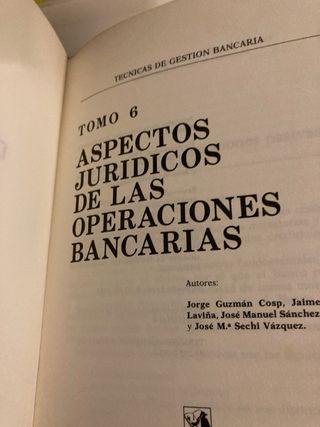 TECNICAS DE GESTION BANCARIA
TOMO 6
ASPECTOS
JURIDICOS
DE LAS
OPERACIONES
BANCARIAS
Autores:
Jorge Guzmán Cosp, Jaime
Laviña, José Manuel Sánchez
y José M.ª Sechi Vázquez.